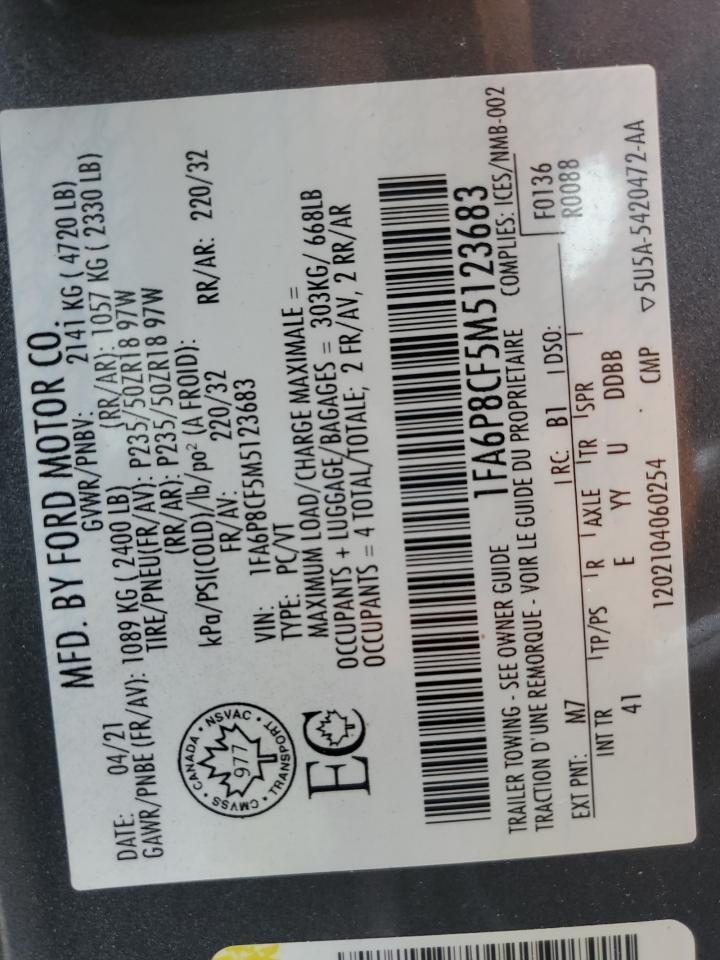 MFD. BY FORD MOTOR CO.
DATE: 04/21 GVWR/PNBV: 2141 KG ( 4720 LB)
GAWR/PNBE (FR/AV): 1089 KG ( 2400 LB) (RR/AR): 1057 KG ( 2330 LB)
TIRE/PNEU(FR/AV): P235/50ZR18 97W
(RR/AR): P235/50ZR18 97W
kPa/PSI(COLD)/lb/po² (A FROID):
FR/AV: 220/32 RR/AR: 220/32
VIN: 1FA6P8CF5M5123683
TYPE: PC/VT
MAXIMUM LOAD/CHARGE MAXIMALE =
OCCUPANTS + LUGGAGE/BAGAGES = 303KG/ 668LB
OCCUPANTS = 4 TOTAL/TOTALE; 2 FR/AV, 2 RR/AR
CANADA · NSVAC · TRANSPORT · CMVSS ·
977
EC
1FA6P8CF5M5123683
TRAILER TOWING - SEE OWNER GUIDE COMPLIES: ICES/NMB-002
TRACTION D'UNE REMORQUE - VOIR LE GUIDE DU PROPRIETAIRE
EXT PNT: M7 RC: B1 DSO: F0136
R0088
INT TR TP/PS R AXLE TR SPR
41 E YY U DDBB
1202104060254 · CMP ▽5U5A-5420472-AA